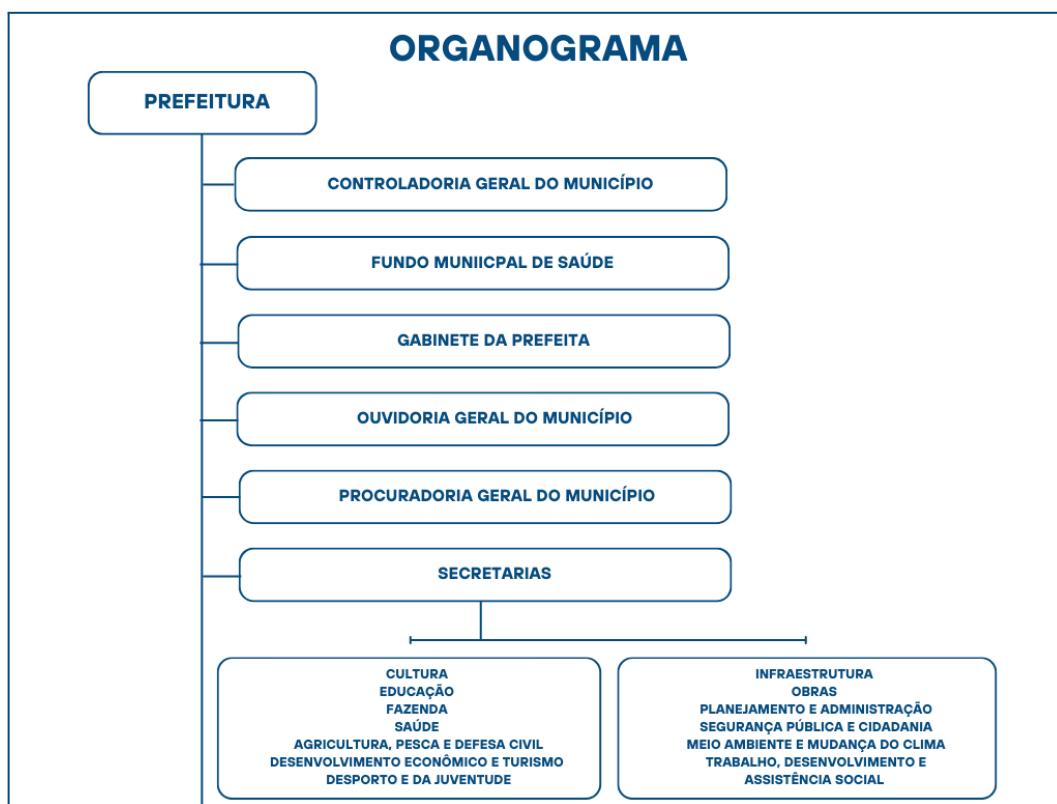 ORGANOGRAMA
PREFEITURA
CONTROLADORIA GERAL DO MUNICÍPIO
FUNDO MUNIICPAL DE SAÚDE
GABINETE DA PREFEITA
OUVIDORIA GERAL DO MUNICÍPIO
PROCURADORIA GERAL DO MUNICÍPIO
SECRETARIAS
CULTURA
EDUCAÇÃO
FAZENDA
SAÚDE
AGRICULTURA, PESCA E DEFESA CIVIL
DESENVOLVIMENTO ECONÔMICO E TURISMO
DESPORTO E DA JUVENTUDE
INFRAESTRUTURA
OBRAS
PLANEJAMENTO E ADMINISTRAÇÃO
SEGURANÇA PÚBLICA E CIDADANIA
MEIO AMBIENTE E MUDANÇA DO CLIMA
TRABALHO, DESENVOLVIMENTO E
ASSISTÊNCIA SOCIAL